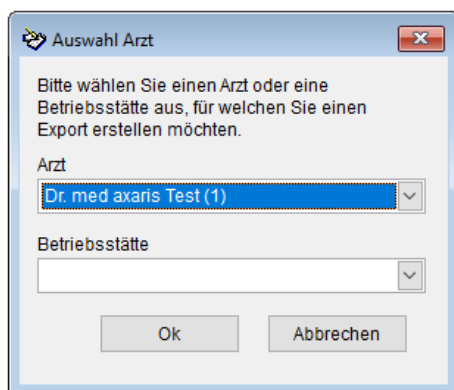 Auswahl Arzt
Bitte wählen Sie einen Arzt oder eine
Betriebsstätte aus, für welchen Sie einen
Export erstellen möchten.
Arzt
Dr. med axaris Test (1)
Betriebsstätte
Ok
Abbrechen